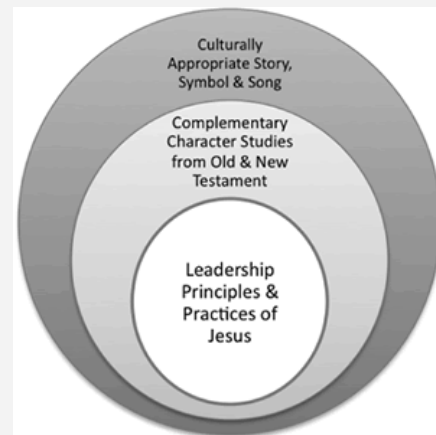 Culturally
Appropriate Story,
Symbol & Song
Complementary
Character Studies
from Old & New
Testament
Leadership
Principles &
Practices of
Jesus